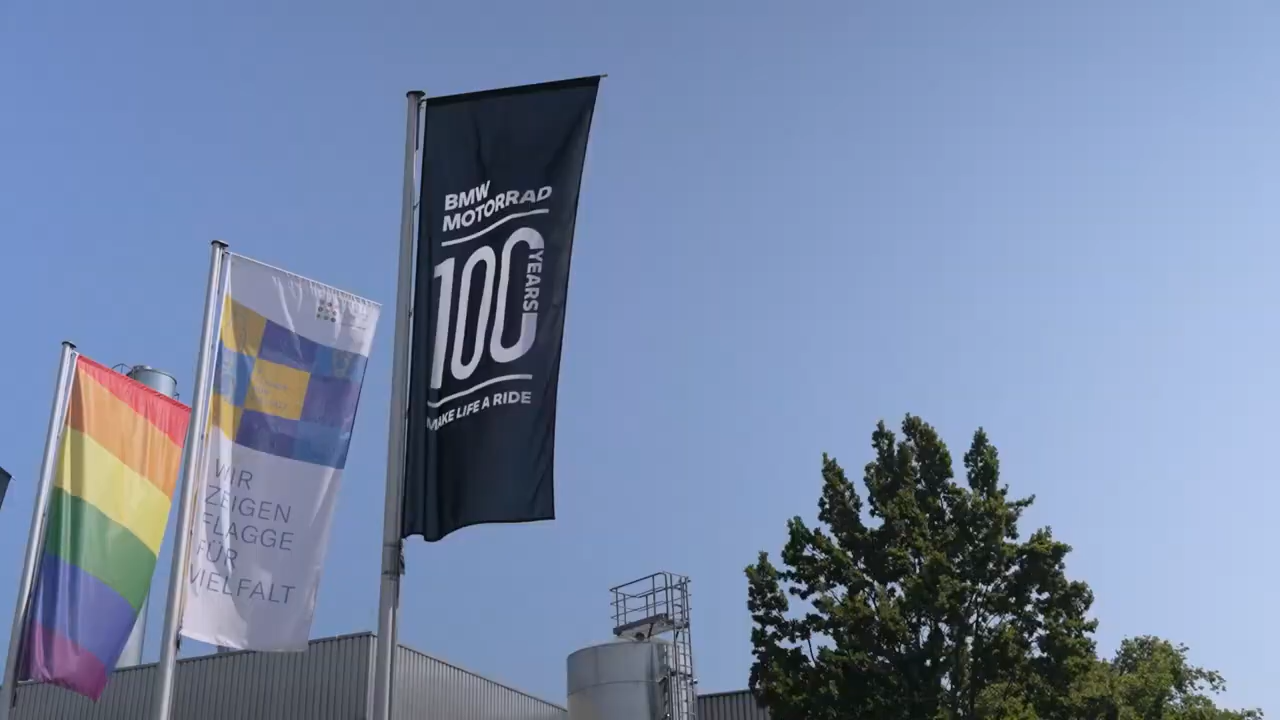 BMW
MOTORRAD
100
YEARS
MAKE LIFE A RIDE
WIR
ZEIGEN
FLAGGE
FÜR
VIELFALT